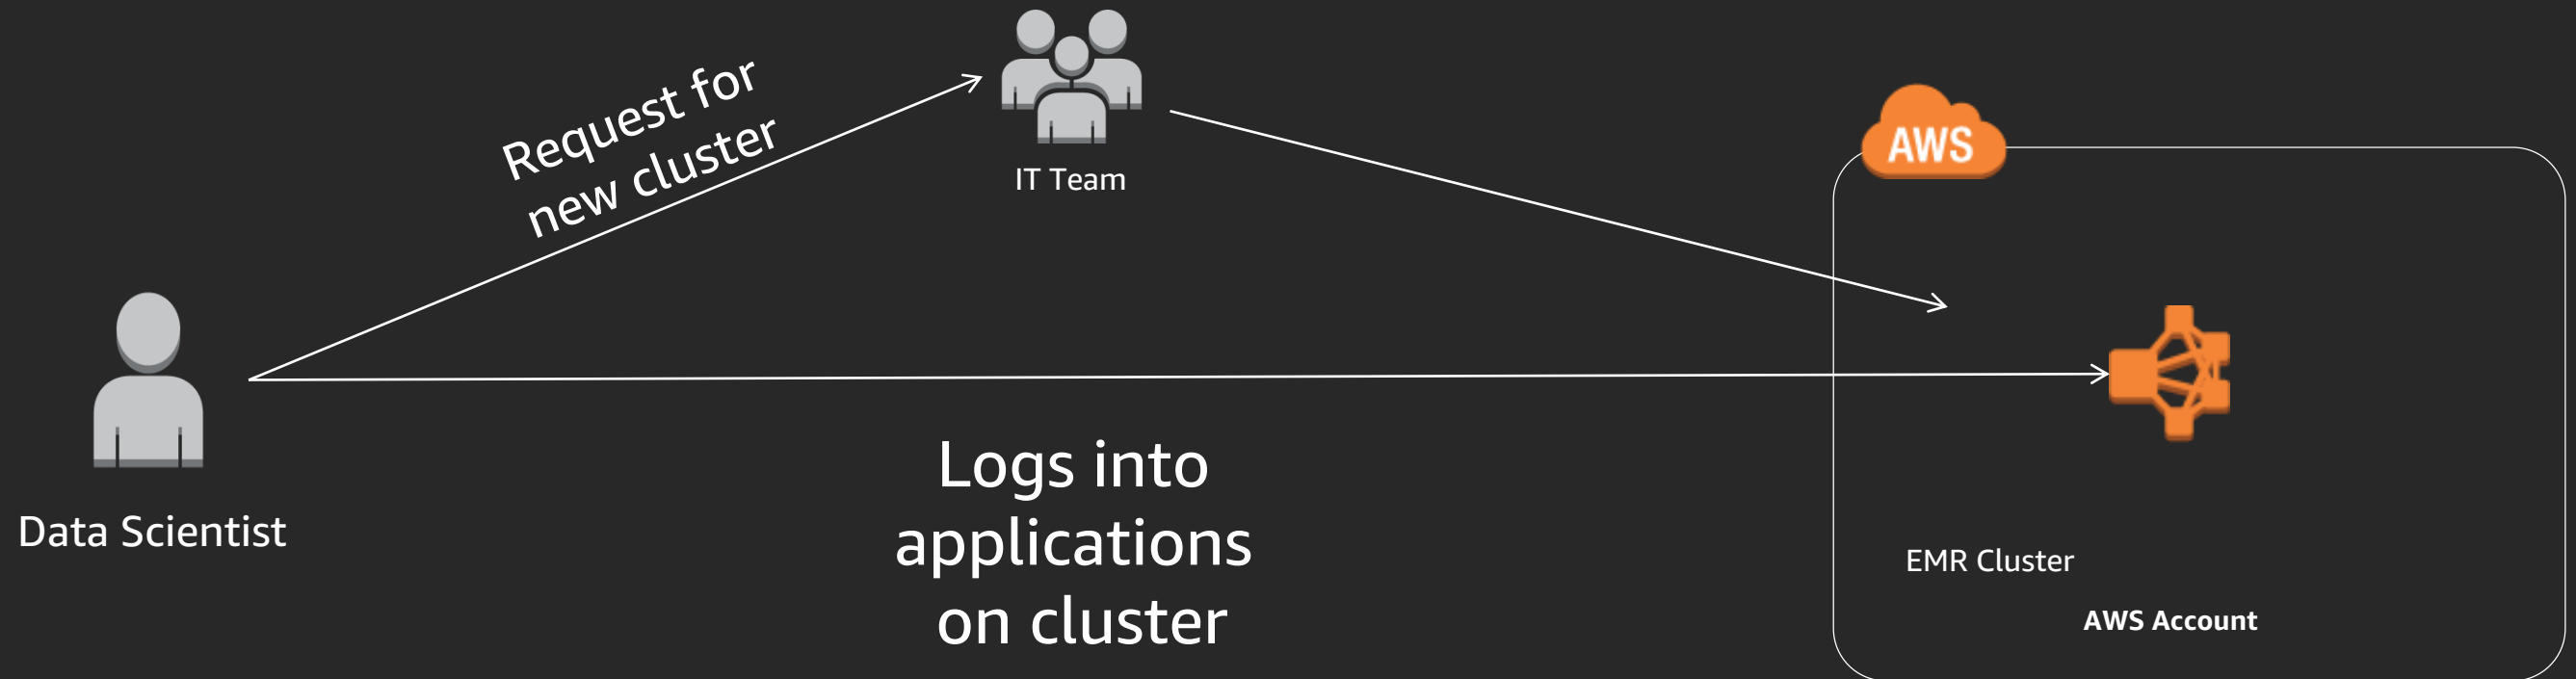 Request for
new cluster
IT Team
AWS
Data Scientist
Logs into
applications
on cluster
EMR Cluster
AWS Account